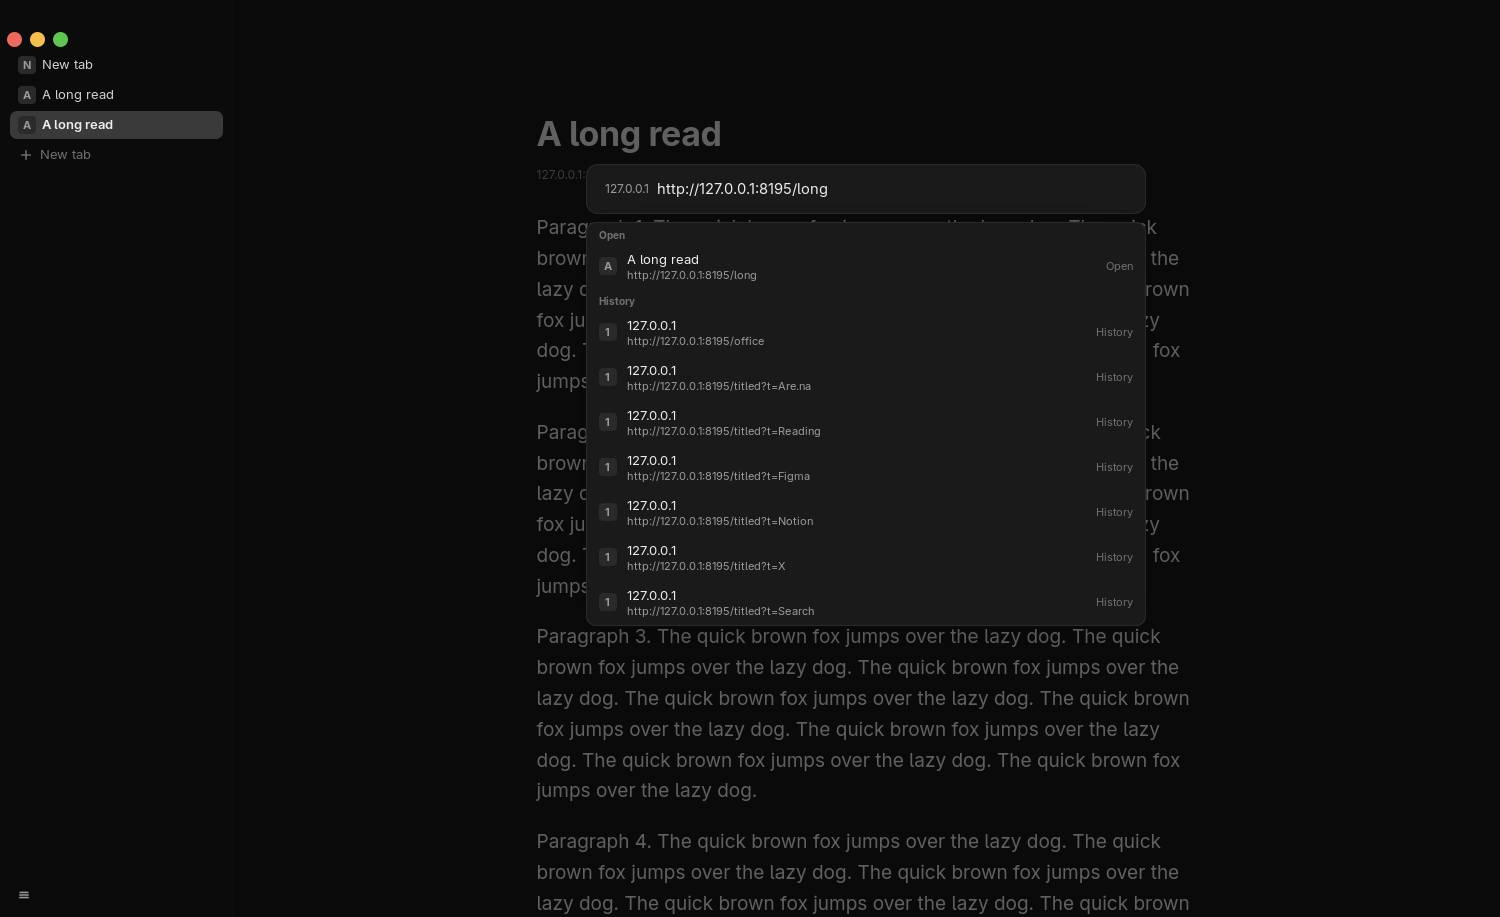 N New tab
A A long read
A A long read
+ New tab
A long read
127.0.0.1:
127.0.0.1 http://127.0.0.1:8195/long
Open
A A long read Open
http://127.0.0.1:8195/long
History
1 127.0.0.1 History
http://127.0.0.1:8195/office
1 127.0.0.1 History
http://127.0.0.1:8195/titled?t=Are.na
1 127.0.0.1 History
http://127.0.0.1:8195/titled?t=Reading
1 127.0.0.1 History
http://127.0.0.1:8195/titled?t=Figma
1 127.0.0.1 History
http://127.0.0.1:8195/titled?t=Notion
1 127.0.0.1 History
http://127.0.0.1:8195/titled?t=X
1 127.0.0.1 History
http://127.0.0.1:8195/titled?t=Search
Paragraph 3. The quick brown fox jumps over the lazy dog. The quick
brown fox jumps over the lazy dog. The quick brown fox jumps over the
lazy dog. The quick brown fox jumps over the lazy dog. The quick brown
fox jumps over the lazy dog. The quick brown fox jumps over the lazy
dog. The quick brown fox jumps over the lazy dog. The quick brown fox
jumps over the lazy dog.
Paragraph 4. The quick brown fox jumps over the lazy dog. The quick
brown fox jumps over the lazy dog. The quick brown fox jumps over the
lazy dog. The quick brown fox jumps over the lazy dog. The quick brown